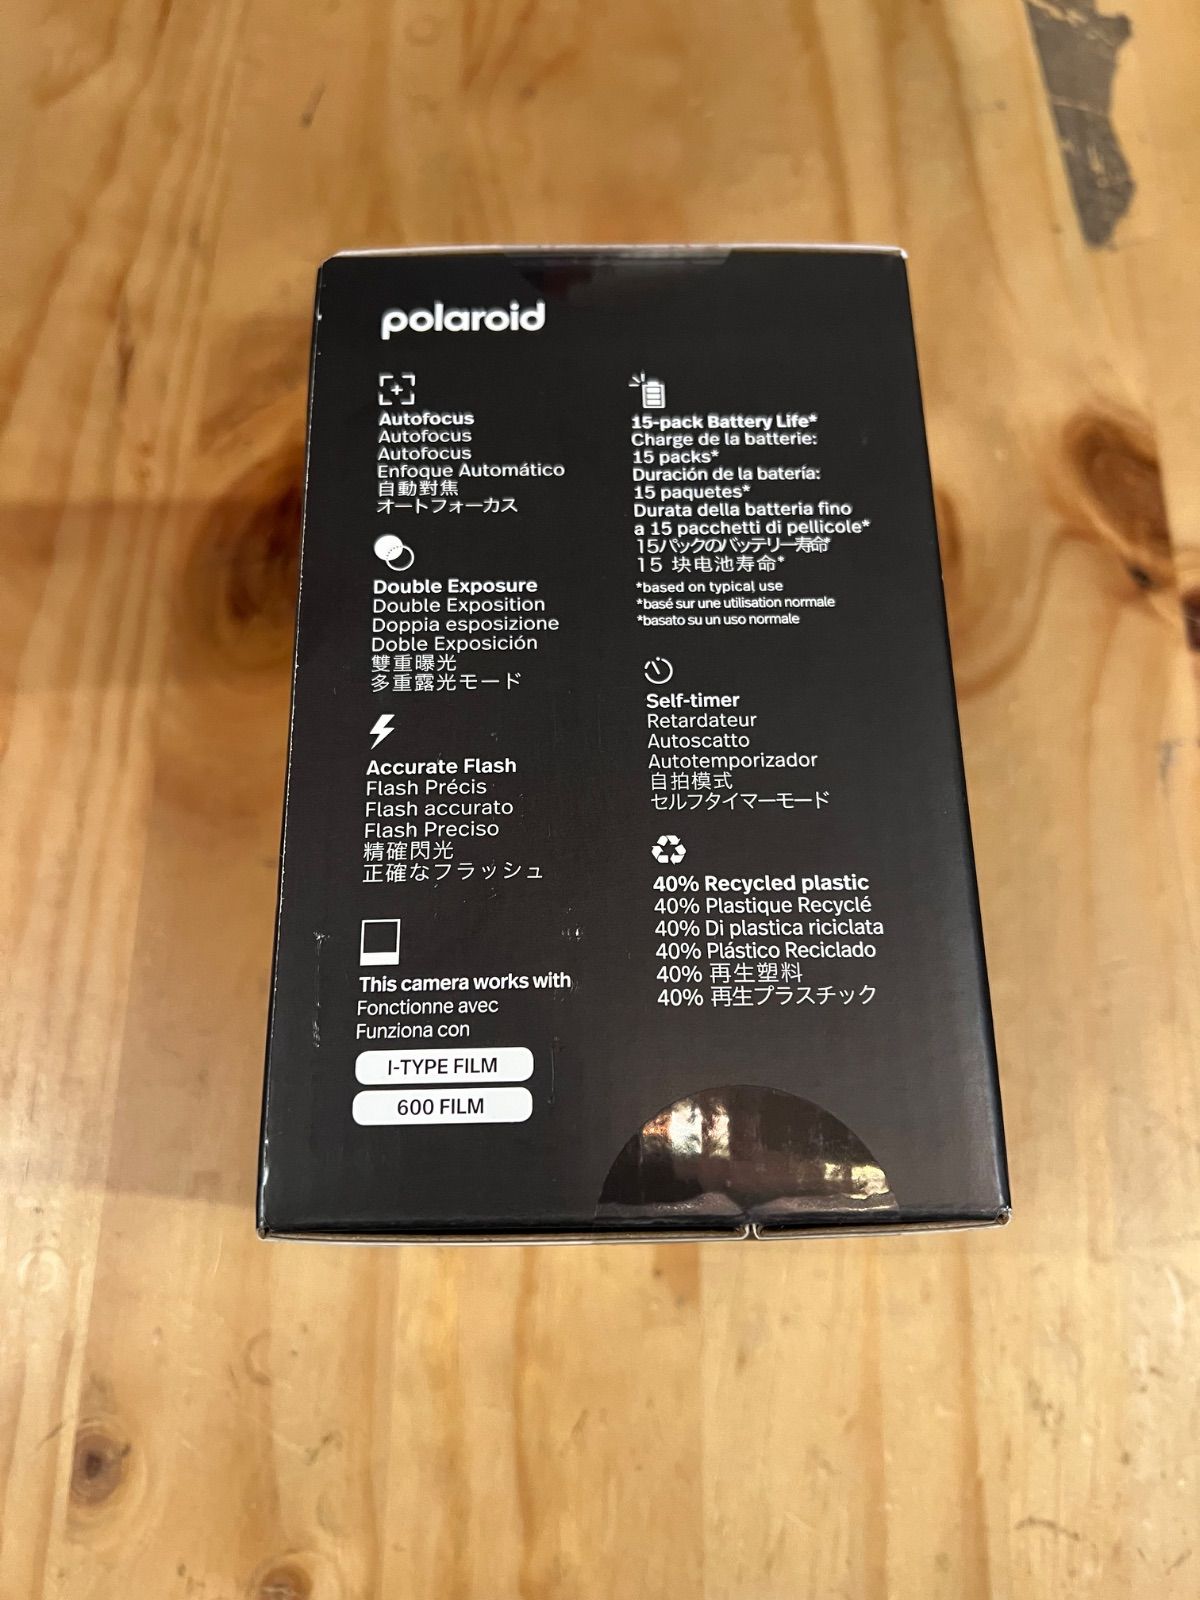 polaroid
Autofocus
Autofocus
Autofocus
Enfoque Automático
自動對焦
オートフォーカス
Double Exposure
Double Exposition
Doppia esposizione
Doble Exposición
雙重曝光
多重露光モード
Accurate Flash
Flash Précis
Flash accurato
Flash Preciso
精確閃光
正確なフラッシュ
This camera works with
Fonctionne avec
Funziona con
I-TYPE FILM
600 FILM
15-pack Battery Life*
Charge de la batterie:
15 packs*
Duración de la batería:
15 paquetes*
Durata della batteria fino
a 15 pacchetti di pellicole*
15パックのバッテリー寿命*
15 块电池寿命*
*based on typical use
*basé sur une utilisation normale
*basato su un uso normale
Self-timer
Retardateur
Autoscatto
Autotemporizador
自拍模式
セルフタイマーモード
40% Recycled plastic
40% Plastique Recyclé
40% Di plastica riciclata
40% Plástico Reciclado
40% 再生塑料
40% 再生プラスチック